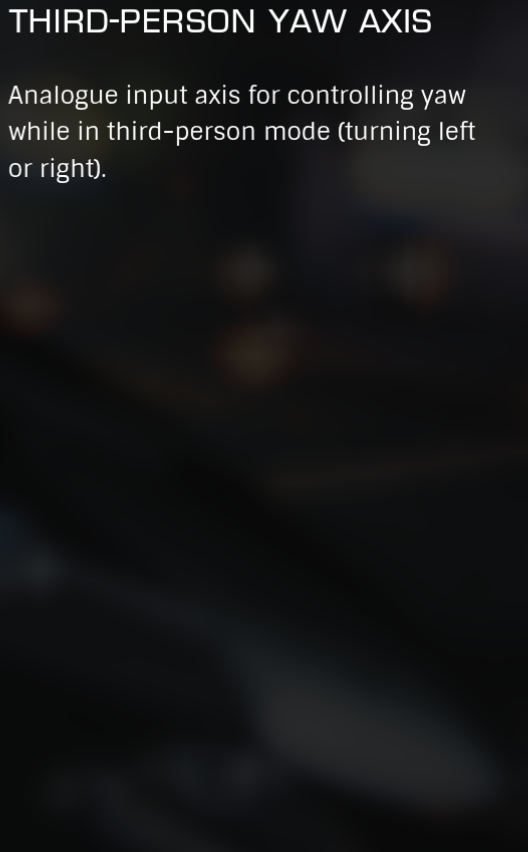 THIRD-PERSON YAW AXIS
Analogue input axis for controlling yaw
while in third-person mode (turning left
or right).